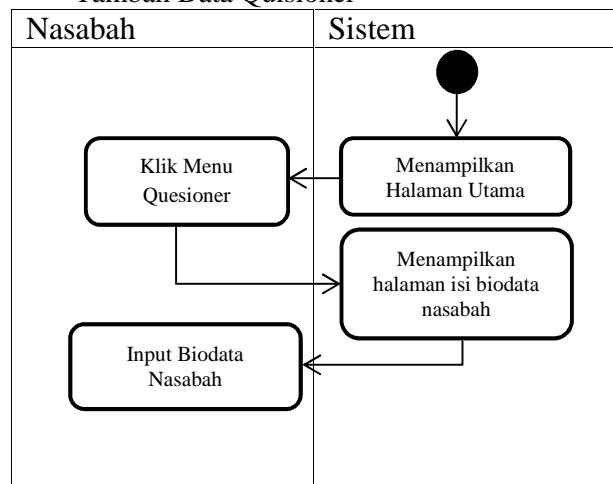 Tambah Data Quisioner
Nasabah
Sistem
Menampilkan
Halaman Utama
Klik Menu
Quesioner
Menampilkan
halaman isi biodata
nasabah
Input Biodata
Nasabah